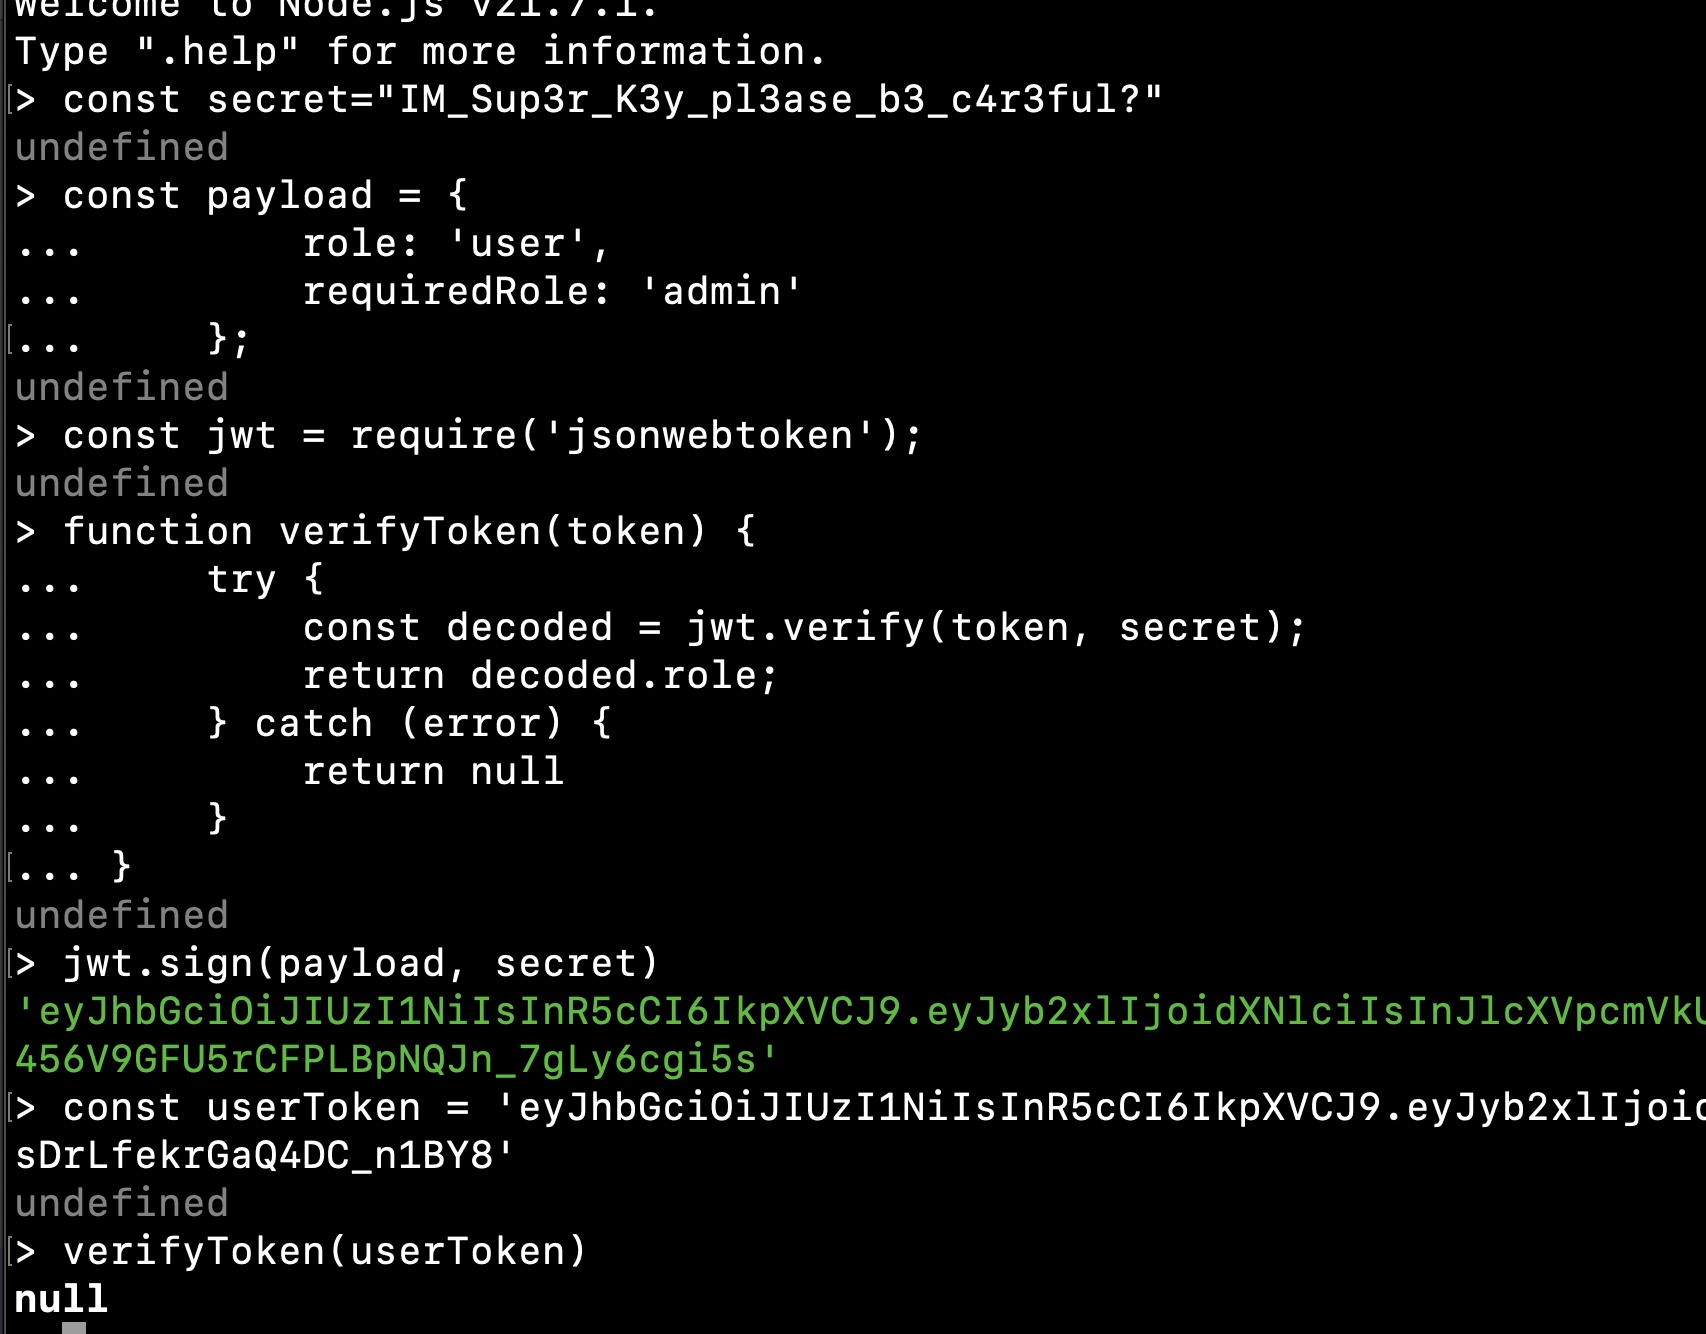 Welcome to Node.js v21.7.1.
Type ".help" for more information.
> const secret="IM_Sup3r_K3y_pl3ase_b3_c4r3ful?"
undefined
> const payload = {
...         role: 'user',
...         requiredRole: 'admin'
...     };
undefined
> const jwt = require('jsonwebtoken');
undefined
> function verifyToken(token) {
...     try {
...         const decoded = jwt.verify(token, secret);
...         return decoded.role;
...     } catch (error) {
...         return null
...     }
... }
undefined
> jwt.sign(payload, secret)
'eyJhbGciOiJIUzI1NiIsInR5cCI6IkpXVCJ9.eyJyb2xlIjoidXNlciIsInJlcXVpcmVkU
456V9GFU5rCFPLBpNQJn_7gLy6cgi5s'
> const userToken = 'eyJhbGciOiJIUzI1NiIsInR5cCI6IkpXVCJ9.eyJyb2xlIjoid
sDrLfekrGaQ4DC_n1BY8'
undefined
> verifyToken(userToken)
null